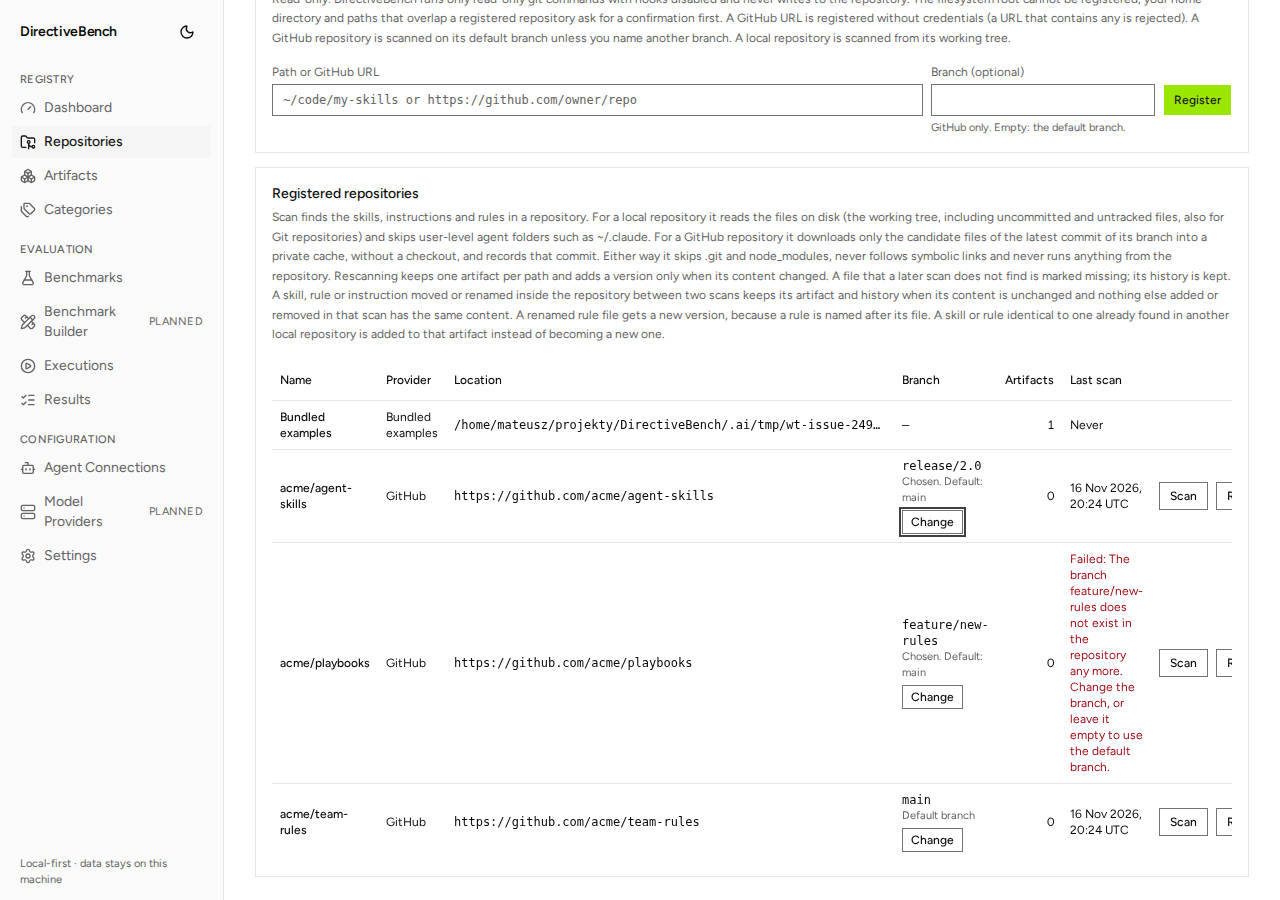 DirectiveBench
REGISTRY
Dashboard
Repositories
Artifacts
Categories
EVALUATION
Benchmarks
Benchmark Builder PLANNED
Executions
Results
CONFIGURATION
Agent Connections
Model Providers PLANNED
Settings
Local-first · data stays on this machine
directory and paths that overlap a registered repository ask for a confirmation first. A GitHub URL is registered without credentials (a URL that contains any is rejected). A
GitHub repository is scanned on its default branch unless you name another branch. A local repository is scanned from its working tree.
Path or GitHub URL
Branch (optional)
~/code/my-skills or https://github.com/owner/repo
Register
GitHub only. Empty: the default branch.
Registered repositories
Scan finds the skills, instructions and rules in a repository. For a local repository it reads the files on disk (the working tree, including uncommitted and untracked files, also for
Git repositories) and skips user-level agent folders such as ~/.claude. For a GitHub repository it downloads only the candidate files of the latest commit of its branch into a
private cache, without a checkout, and records that commit. Either way it skips .git and node_modules, never follows symbolic links and never runs anything from the
repository. Rescanning keeps one artifact per path and adds a version only when its content changed. A file that a later scan does not find is marked missing; its history is kept.
A skill, rule or instruction moved or renamed inside the repository between two scans keeps its artifact and history when its content is unchanged and nothing else added or
removed in that scan has the same content. A renamed rule file gets a new version, because a rule is named after its file. A skill or rule identical to one already found in another
local repository is added to that artifact instead of becoming a new one.
Name Provider Location Branch Artifacts Last scan
Bundled examples Bundled examples /home/mateusz/projekty/DirectiveBench/.ai/tmp/wt-issue-249… — 1 Never
acme/agent-skills GitHub https://github.com/acme/agent-skills release/2.0 Chosen. Default: main Change 0 16 Nov 2026, 20:24 UTC Scan R
acme/playbooks GitHub https://github.com/acme/playbooks feature/new-rules Chosen. Default: main Change 0 Failed: The branch feature/new-rules does not exist in the repository any more. Change the branch, or leave it empty to use the default branch. Scan R
acme/team-rules GitHub https://github.com/acme/team-rules main Default branch Change 0 16 Nov 2026, 20:24 UTC Scan R